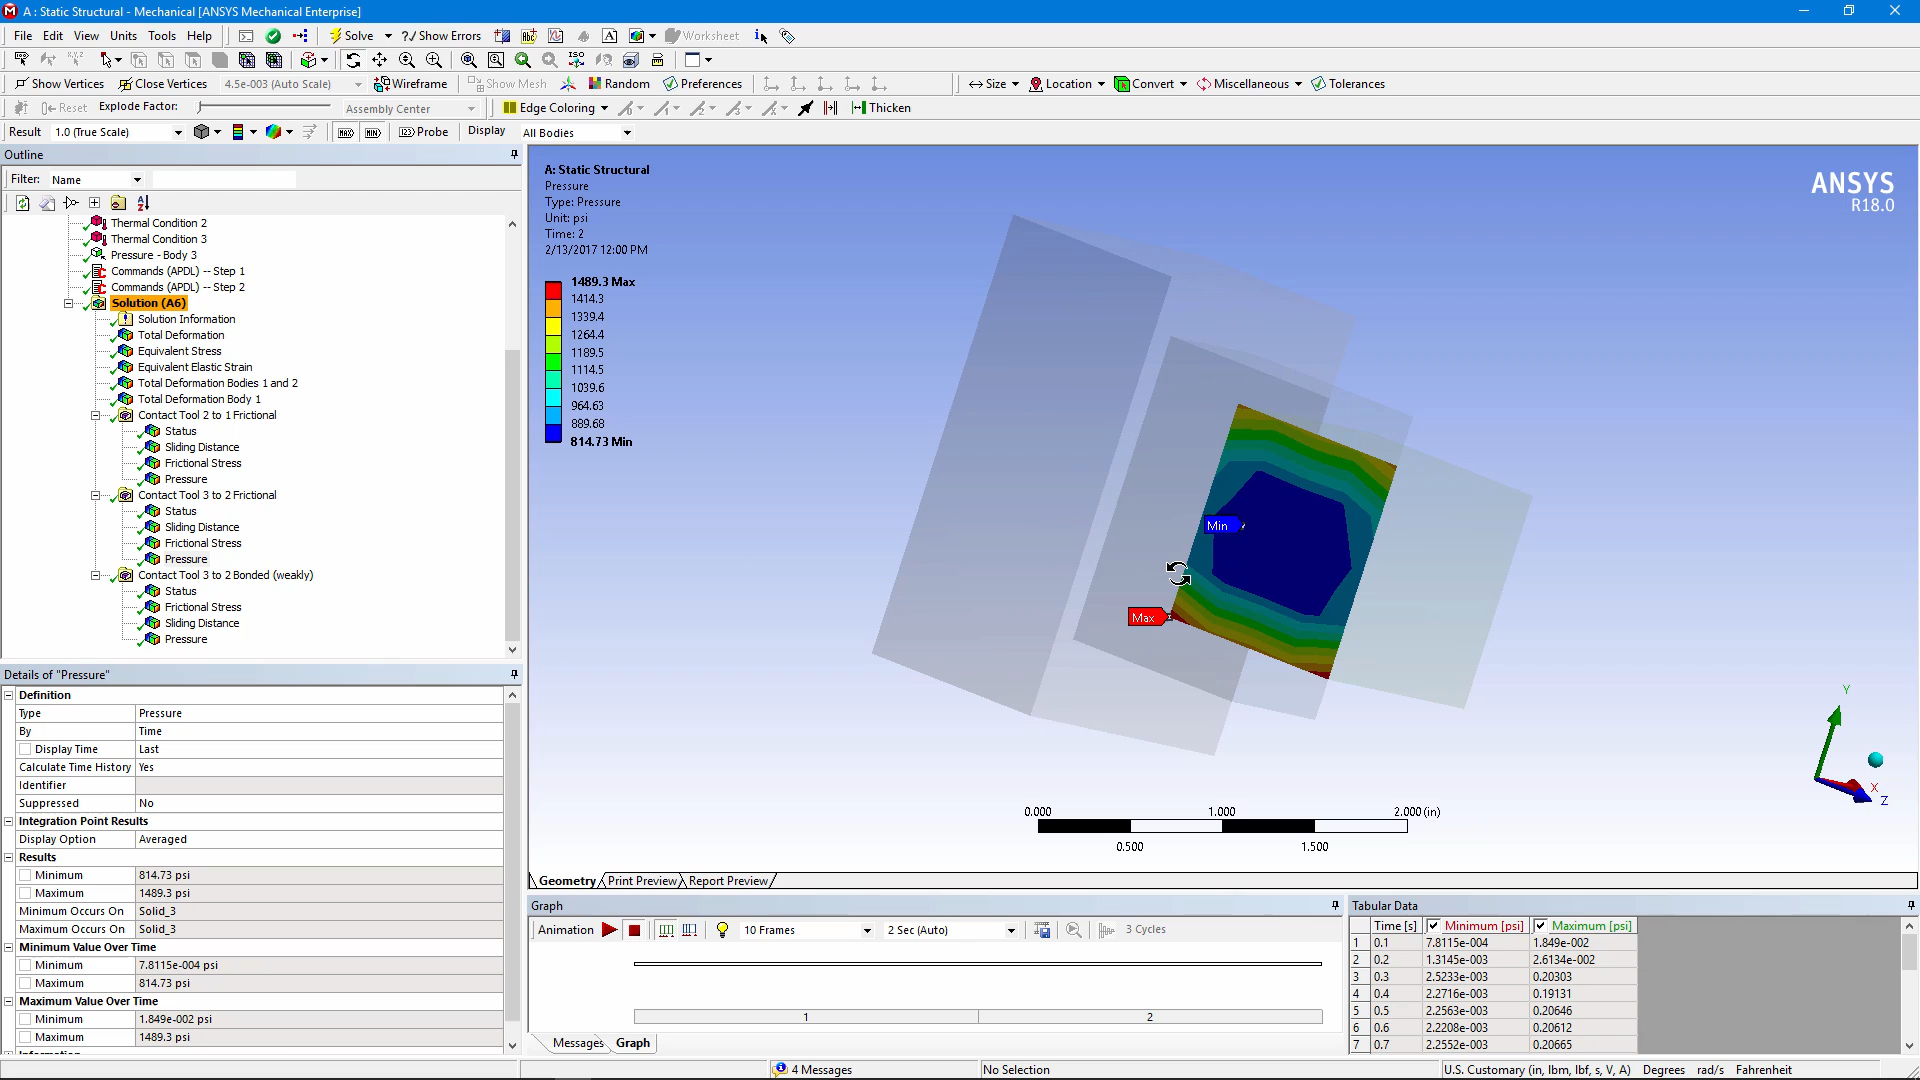 A : Static Structural - Mechanical [ANSYS Mechanical Enterprise]
File Edit View Units Tools Help Solve ?/ Show Errors Worksheet
Show Vertices Close Vertices 4.5e-003 (Auto Scale) Wireframe Show Mesh Random Preferences Size Location Convert Miscellaneous Tolerances
Reset Explode Factor: Assembly Center Edge Coloring Thicken
Result 1.0 (True Scale) MAX MIN Probe Display All Bodies
Outline
Filter: Name
Thermal Condition 2
Thermal Condition 3
Pressure - Body 3
Commands (APDL) -- Step 1
Commands (APDL) -- Step 2
Solution (A6)
Solution Information
Total Deformation
Equivalent Stress
Equivalent Elastic Strain
Total Deformation Bodies 1 and 2
Total Deformation Body 1
Contact Tool 2 to 1 Frictional
Status
Sliding Distance
Frictional Stress
Pressure
Contact Tool 3 to 2 Frictional
Status
Sliding Distance
Frictional Stress
Pressure
Contact Tool 3 to 2 Bonded (weakly)
Status
Frictional Stress
Sliding Distance
Pressure
Details of "Pressure"
Definition
Type Pressure
By Time
Display Time Last
Calculate Time History Yes
Identifier
Suppressed No
Integration Point Results
Display Option Averaged
Results
Minimum 814.73 psi
Maximum 1489.3 psi
Minimum Occurs On Solid_3
Maximum Occurs On Solid_3
Minimum Value Over Time
Minimum 7.8115e-004 psi
Maximum 814.73 psi
Maximum Value Over Time
Minimum 1.849e-002 psi
Maximum 1489.3 psi
A: Static Structural
Pressure
Type: Pressure
Unit: psi
Time: 2
2/13/2017 12:00 PM
1489.3 Max
1414.3
1339.4
1264.4
1189.5
1114.5
1039.6
964.63
889.68
814.73 Min
ANSYS
R18.0
Min
Max
Y
X
Z
0.000 1.000 2.000 (in)
0.500 1.500
Geometry Print Preview Report Preview
Graph
Animation 10 Frames 2 Sec (Auto) 3 Cycles
1 2
Messages Graph
Tabular Data
Time [s] Minimum [psi] Maximum [psi]
1 0.1 7.8115e-004 1.849e-002
2 0.2 1.3145e-003 2.6134e-002
3 0.3 2.5233e-003 0.20303
4 0.4 2.2716e-003 0.19131
5 0.5 2.2563e-003 0.20646
6 0.6 2.2208e-003 0.20612
7 0.7 2.2552e-003 0.20665
4 Messages No Selection U.S. Customary (in, lbm, lbf, s, V, A) Degrees rad/s Fahrenheit